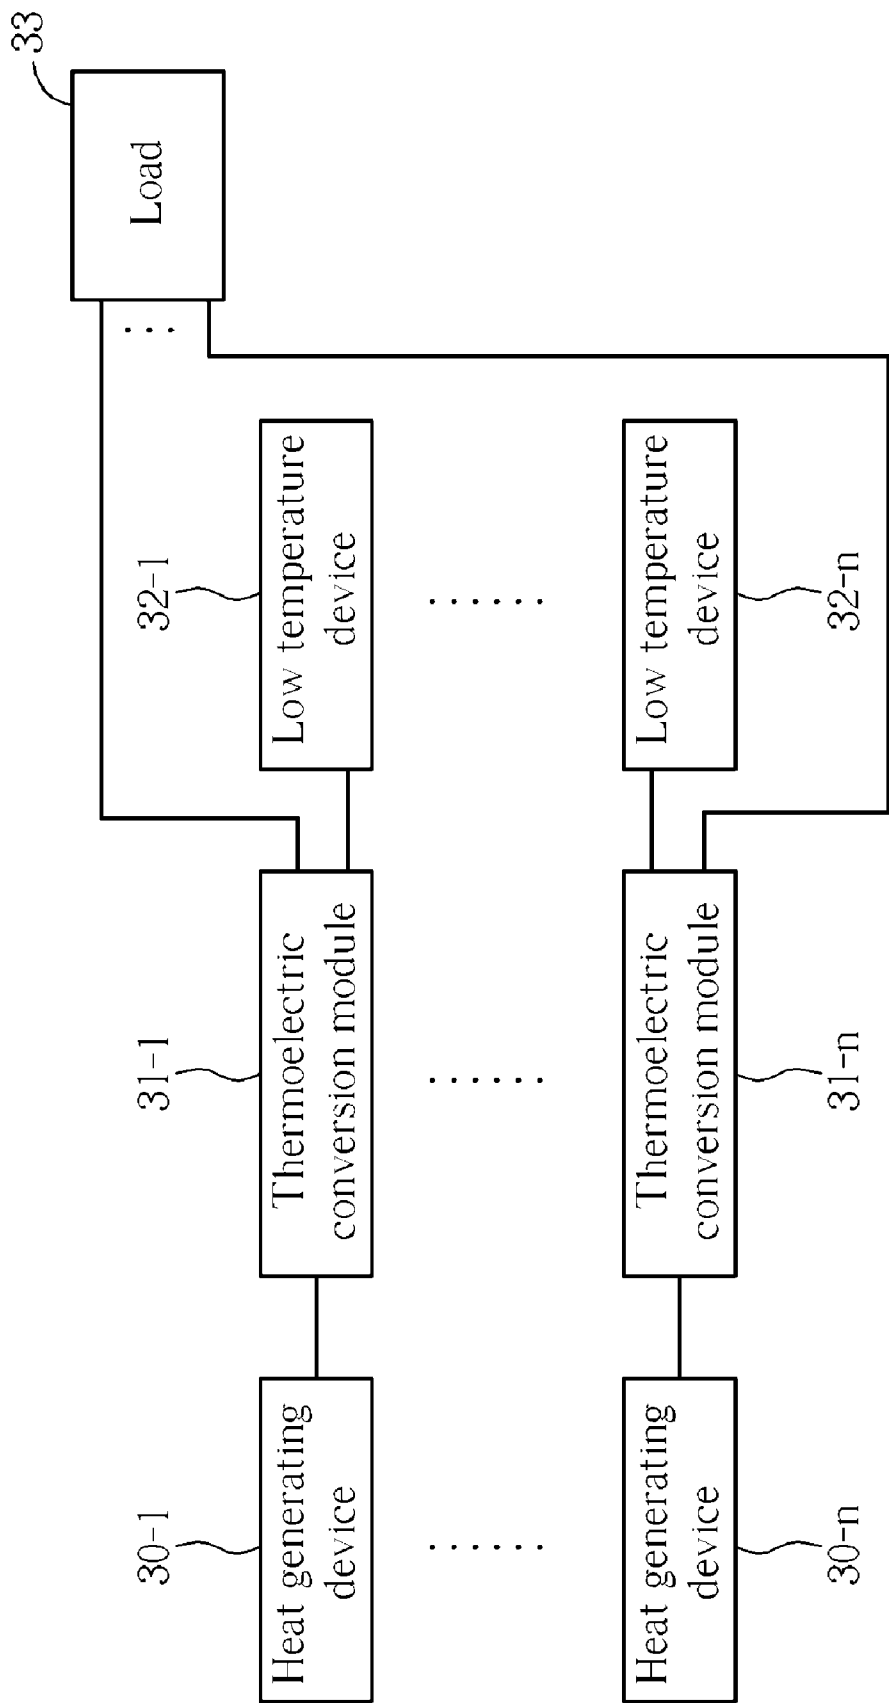 33
Load
32-1
Low temperature
device
......
Low temperature
device
32-n
...
31-1
Thermoelectric
conversion module
......
Thermoelectric
conversion module
31-n
30-1
Heat generating
device
......
Heat generating
device
30-n